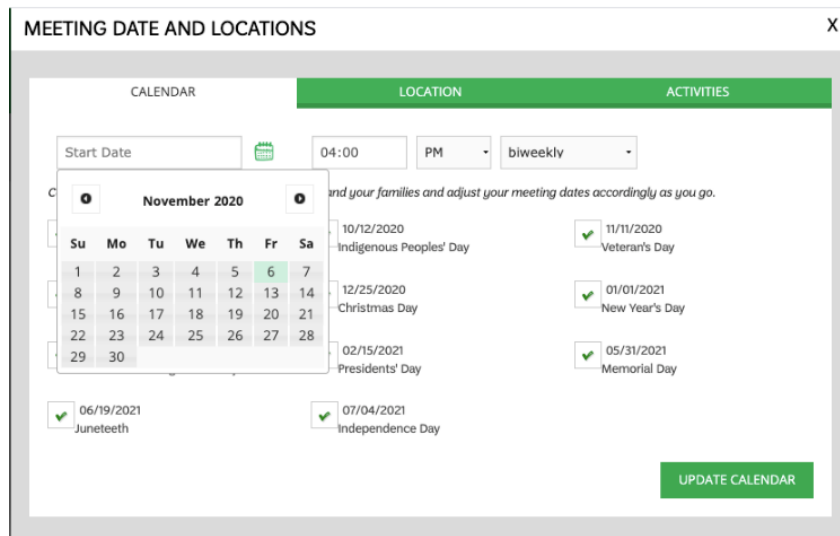 MEETING DATE AND LOCATIONS
X
CALENDAR
LOCATION
ACTIVITIES
Start Date
04:00
PM
biweekly
and your families and adjust your meeting dates accordingly as you go.
November 2020
Su Mo Tu We Th Fr Sa
1 2 3 4 5 6 7
8 9 10 11 12 13 14
15 16 17 18 19 20 21
22 23 24 25 26 27 28
29 30
10/12/2020
Indigenous Peoples' Day
11/11/2020
Veteran's Day
12/25/2020
Christmas Day
01/01/2021
New Year's Day
02/15/2021
Presidents' Day
05/31/2021
Memorial Day
06/19/2021
Juneteeth
07/04/2021
Independence Day
UPDATE CALENDAR